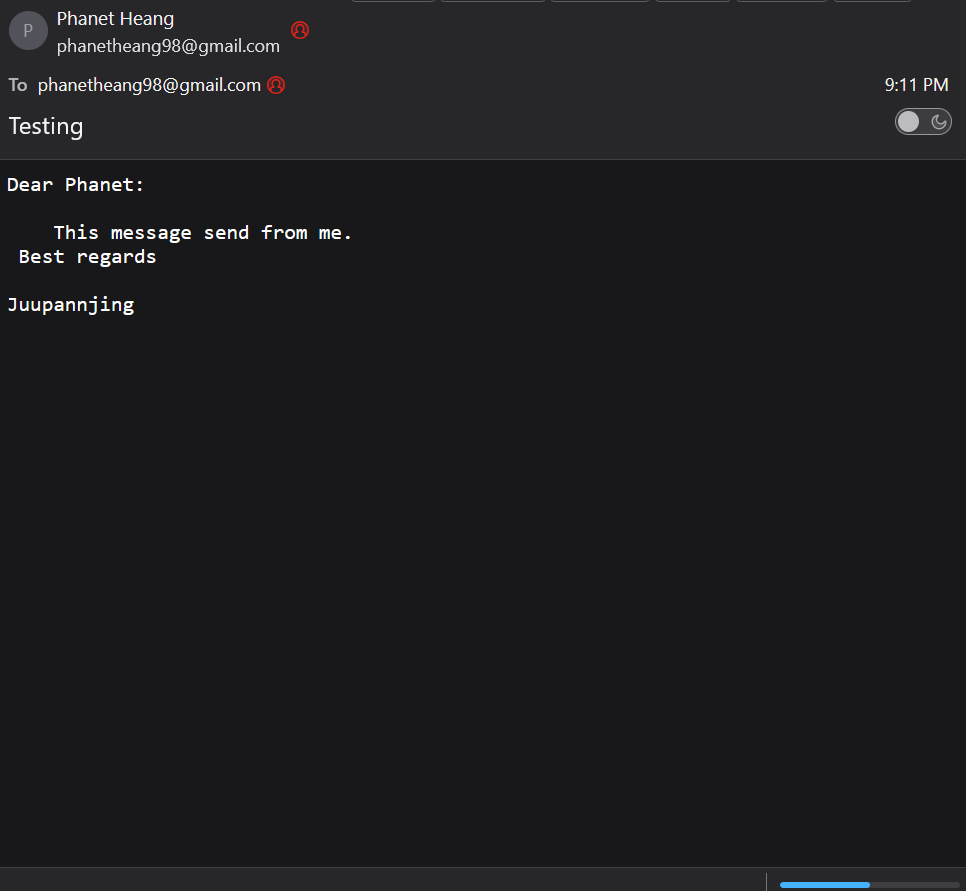 P
Phanet Heang
phanetheang98@gmail.com
To phanetheang98@gmail.com
9:11 PM
Testing
Dear Phanet:
This message send from me.
Best regards
Juupannjing